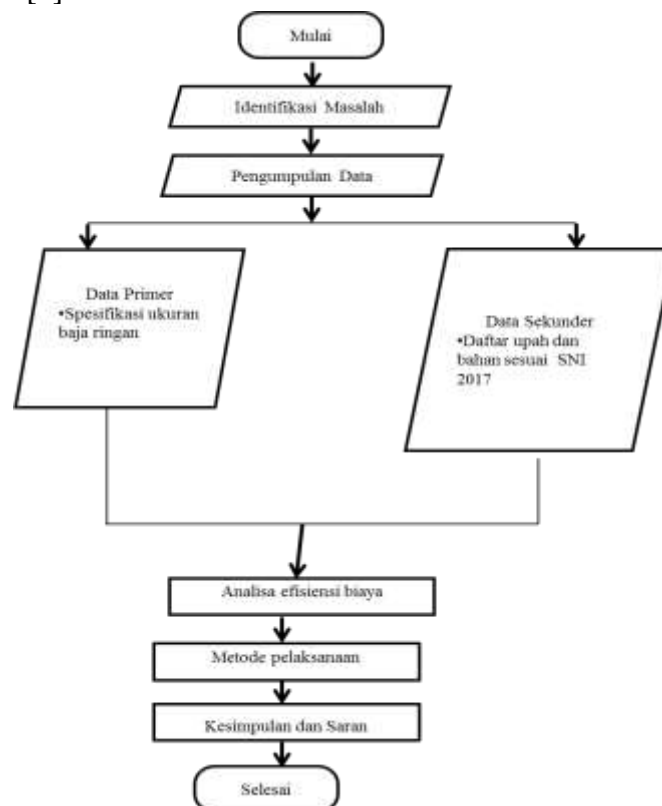 Mulai
Identifikasi Masalah
Pengumpulan Data
Data Primer
•Spesifikasi ukuran
baja ringan
Data Sekunder
•Daftar upah dan
bahan sesuai SNI
2017
Analisa efisiensi biaya
Metode pelaksanaan
Kesimpulan dan Saran
Selesai